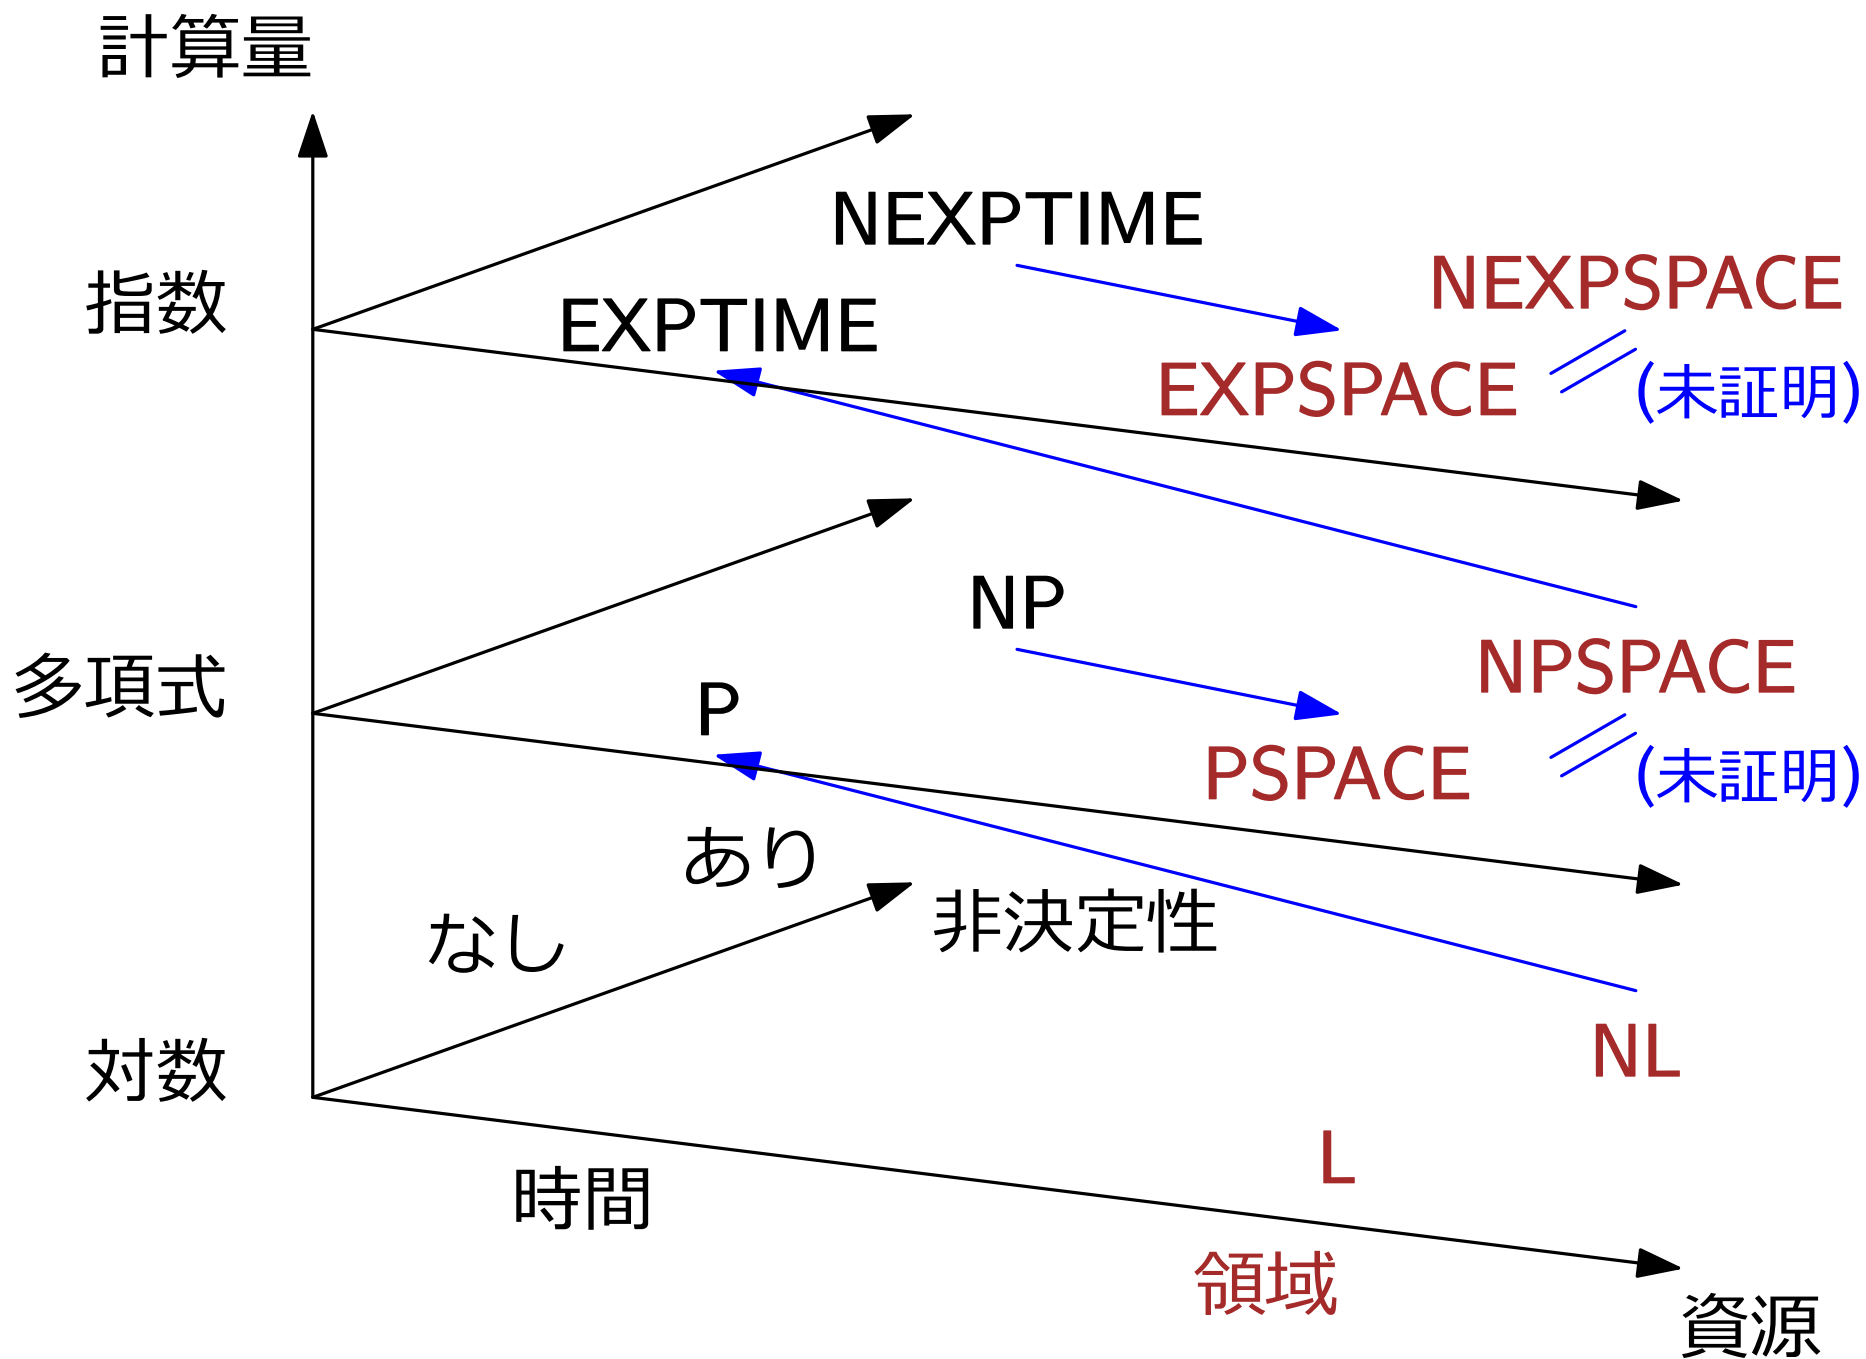 計算量
NEXPTIME
NEXPSPACE
指数
EXPTIME
EXPSPACE
(未証明)
NP
NPSPACE
多項式
P
PSPACE
(未証明)
あり
なし
非決定性
NL
対数
L
時間
領域
資源